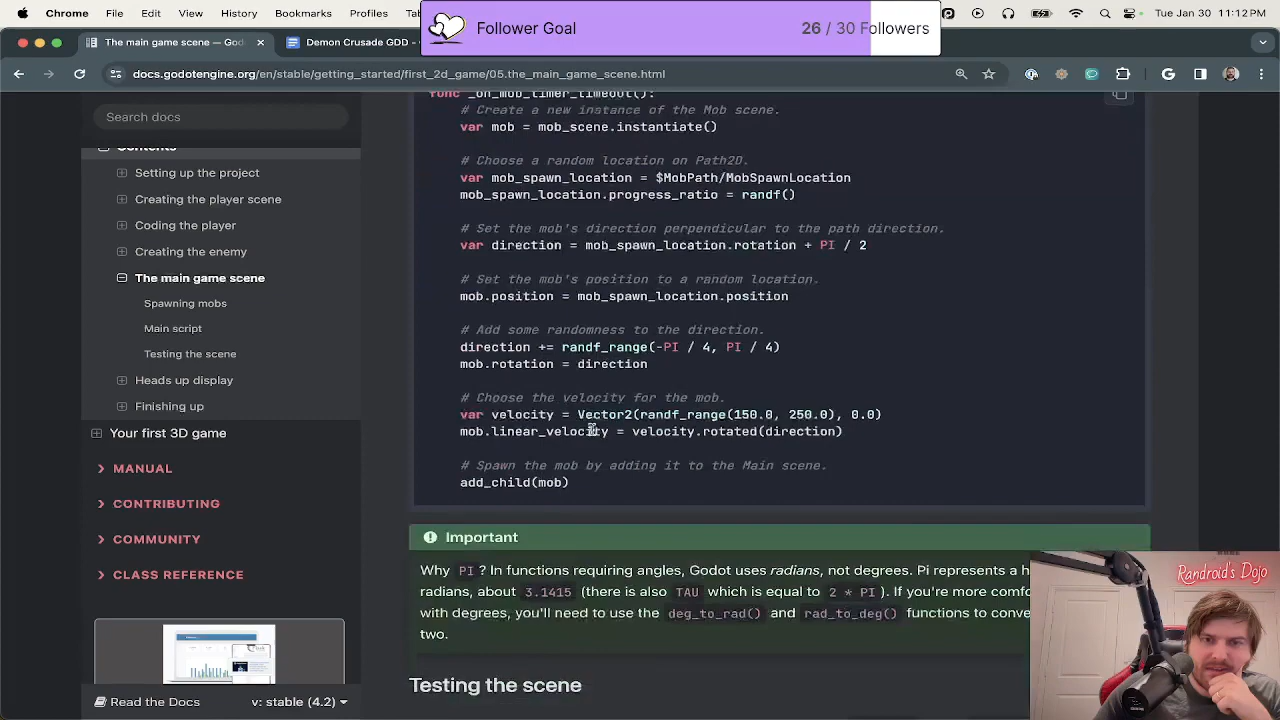 Follower Goal
26 / 30 Followers
Tue Jan 30 11:12PM
The main game scene — Go
Demon Crusade GDD –
docs.godotengine.org/en/stable/getting_started/first_2d_game/05.the_main_game_scene.html
Search docs
Contents
Setting up the project
Creating the player scene
Coding the player
Creating the enemy
The main game scene
Spawning mobs
Main script
Testing the scene
Heads up display
Finishing up
Your first 3D game
MANUAL
CONTRIBUTING
COMMUNITY
CLASS REFERENCE
Read the Docs
v: stable (4.2)
func _on_mob_timer_timeout():
# Create a new instance of the Mob scene.
var mob = mob_scene.instantiate()
# Choose a random location on Path2D.
var mob_spawn_location = $MobPath/MobSpawnLocation
mob_spawn_location.progress_ratio = randf()
# Set the mob's direction perpendicular to the path direction.
var direction = mob_spawn_location.rotation + PI / 2
# Set the mob's position to a random location.
mob.position = mob_spawn_location.position
# Add some randomness to the direction.
direction += randf_range(-PI / 4, PI / 4)
mob.rotation = direction
# Choose the velocity for the mob.
var velocity = Vector2(randf_range(150.0, 250.0), 0.0)
mob.linear_velocity = velocity.rotated(direction)
# Spawn the mob by adding it to the Main scene.
add_child(mob)
Important
Why PI ? In functions requiring angles, Godot uses radians, not degrees. Pi represents a h
radians, about 3.1415 (there is also TAU which is equal to 2 * PI ). If you're more comfo
with degrees, you'll need to use the deg_to_rad() and rad_to_deg() functions to conve
two.
Testing the scene
Randroid's Dojo